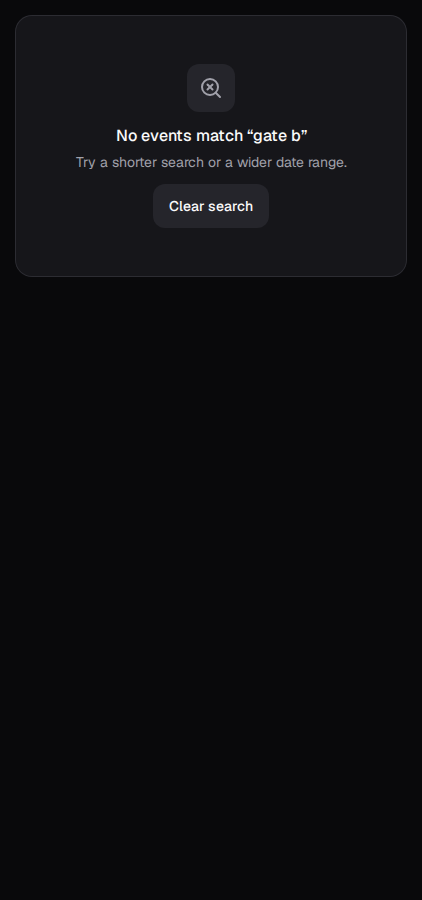 No events match “gate b”
Try a shorter search or a wider date range.
Clear search